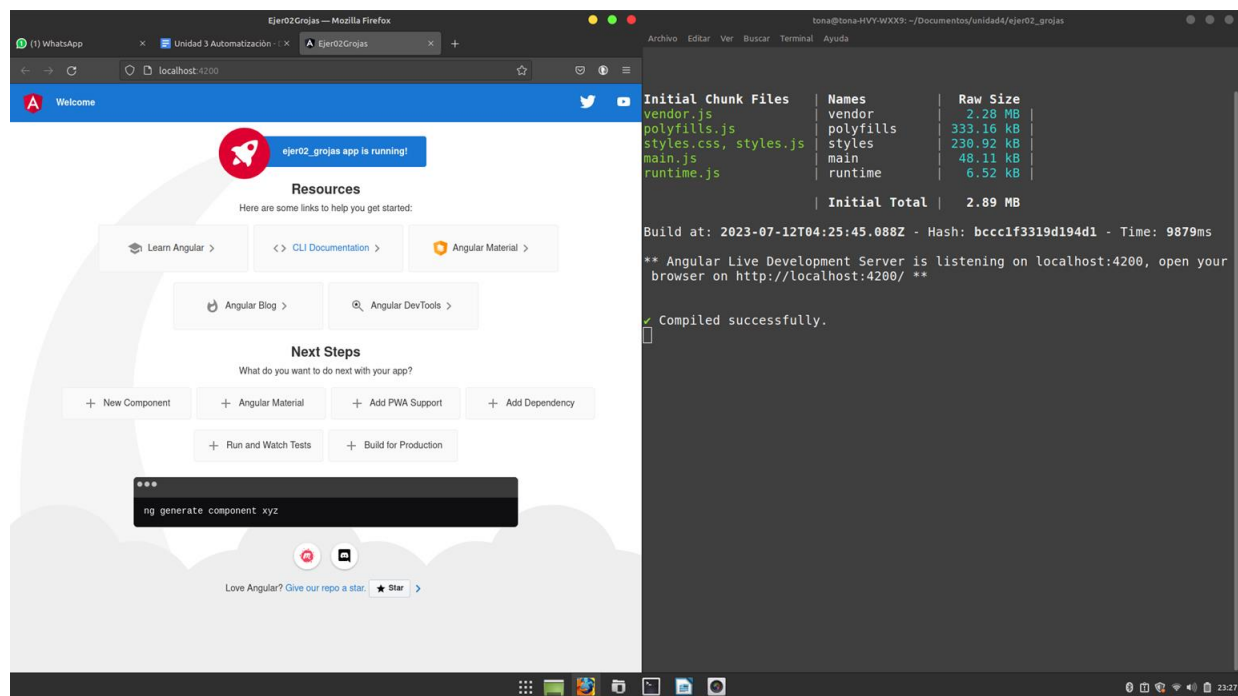 Ejer02Grojas — Mozilla Firefox
(1) WhatsApp
Unidad 3 Automatización - 
Ejer02Grojas
localhost:4200
Welcome
ejer02_grojas app is running!
Resources
Here are some links to help you get started:
Learn Angular
CLI Documentation
Angular Material
Angular Blog
Angular DevTools
Next Steps
What do you want to do next with your app?
New Component
Angular Material
Add PWA Support
Add Dependency
Run and Watch Tests
Build for Production
ng generate component xyz
Love Angular? Give our repo a star. Star
tona@tona-HVY-WXX9: ~/Documentos/unidad4/ejer02_grojas
Archivo Editar Ver Buscar Terminal Ayuda
Initial Chunk Files | Names | Raw Size
vendor.js | vendor | 2.28 MB |
polyfills.js | polyfills | 333.16 kB |
styles.css, styles.js | styles | 230.92 kB |
main.js | main | 48.11 kB |
runtime.js | runtime | 6.52 kB |
| Initial Total | 2.89 MB
Build at: 2023-07-12T04:25:45.088Z - Hash: bccc1f3319d194d1 - Time: 9879ms
** Angular Live Development Server is listening on localhost:4200, open your
browser on http://localhost:4200/ **
✔ Compiled successfully.
23:27